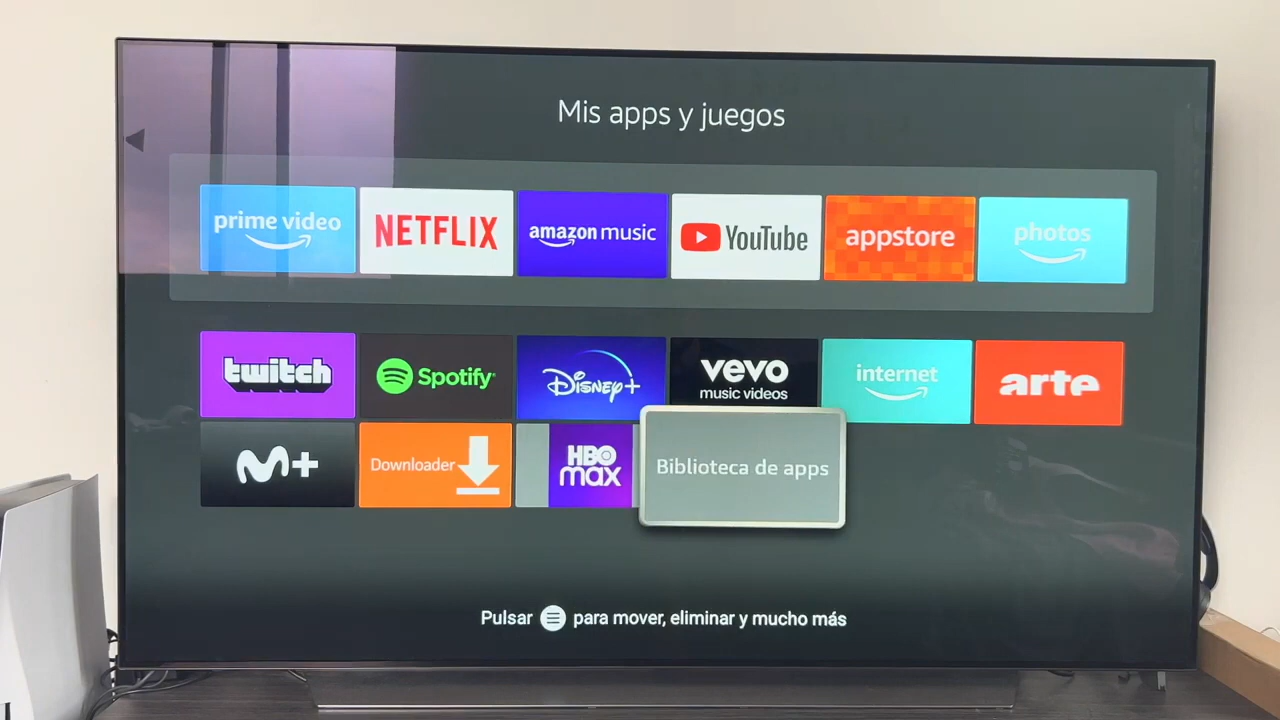 Mis apps y juegos
prime video
NETFLIX
amazon music
YouTube
appstore
photos
twitch
Spotify
Disney+
vevo
music videos
internet
arte
M+
Downloader
HBO
max
Biblioteca de apps
Pulsar para mover, eliminar y mucho más